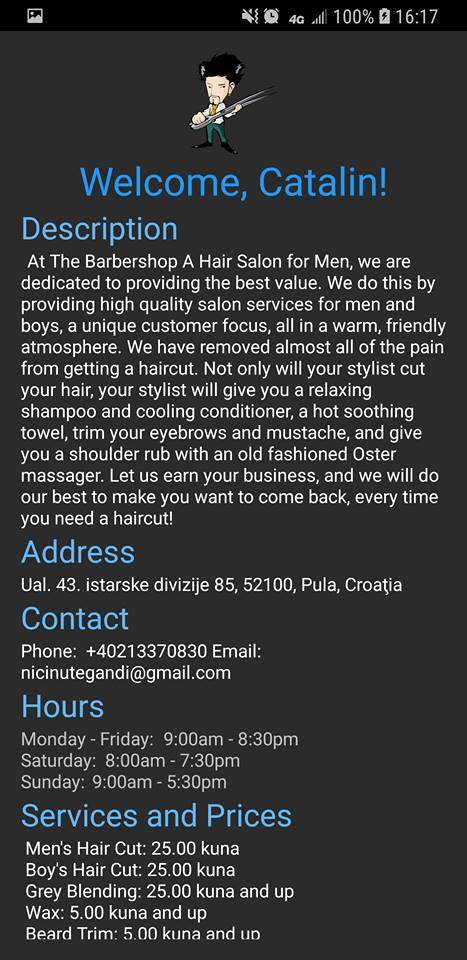 4G 100% 16:17
Welcome, Catalin!
Description
At The Barbershop A Hair Salon for Men, we are
dedicated to providing the best value. We do this by
providing high quality salon services for men and
boys, a unique customer focus, all in a warm, friendly
atmosphere. We have removed almost all of the pain
from getting a haircut. Not only will your stylist cut
your hair, your stylist will give you a relaxing
shampoo and cooling conditioner, a hot soothing
towel, trim your eyebrows and mustache, and give
you a shoulder rub with an old fashioned Oster
massager. Let us earn your business, and we will do
our best to make you want to come back, every time
you need a haircut!
Address
Ual. 43. istarske divizije 85, 52100, Pula, Croaţia
Contact
Phone: +40213370830 Email:
nicinutegandi@gmail.com
Hours
Monday - Friday: 9:00am - 8:30pm
Saturday: 8:00am - 7:30pm
Sunday: 9:00am - 5:30pm
Services and Prices
Men's Hair Cut: 25.00 kuna
Boy's Hair Cut: 25.00 kuna
Grey Blending: 25.00 kuna and up
Wax: 5.00 kuna and up
Beard Trim: 5.00 kuna and up